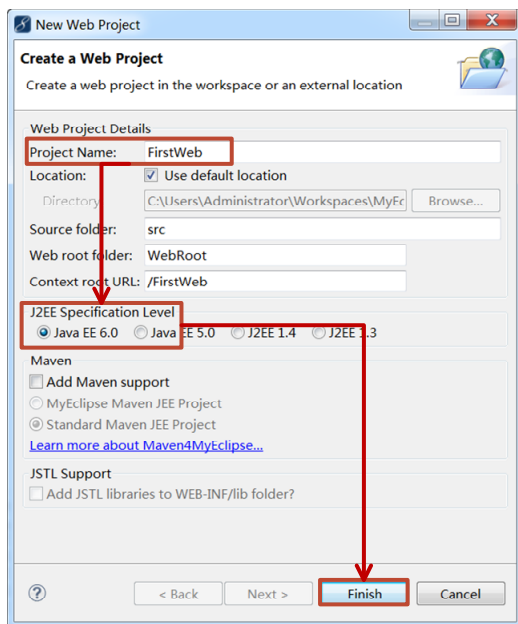 New Web Project
Create a Web Project
Create a web project in the workspace or an external location
Web Project Details
Project Name: FirstWeb
Location: Use default location
Directory C:\Users\Administrator\Workspaces\MyEc Browse...
Source folder: src
Web root folder: WebRoot
Context root URL: /FirstWeb
J2EE Specification Level
Java EE 6.0 Java EE 5.0 J2EE 1.4 J2EE 1.3
Maven
Add Maven support
MyEclipse Maven JEE Project
Standard Maven JEE Project
Learn more about Maven4MyEclipse...
JSTL Support
Add JSTL libraries to WEB-INF/lib folder?
< Back Next > Finish Cancel